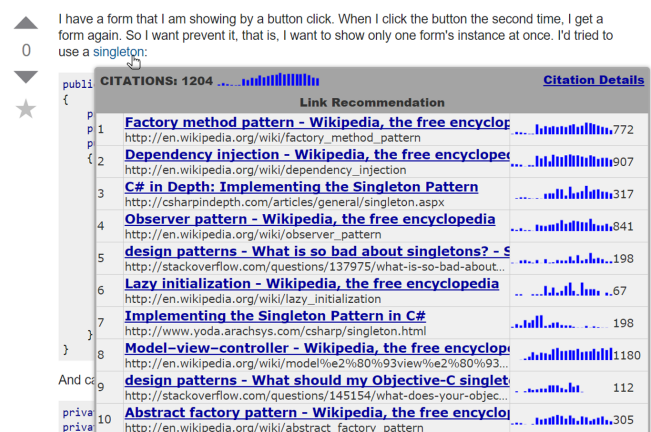 I have a form that I am showing by a button click. When I click the button the second time, I get a
form again. So I want prevent it, that is, I want to show only one form's instance at once. I'd tried to
0
use a singleton:
publi
CITATIONS: 1204
Citation Details
{
Link Recommendation
1
Factory method pattern - Wikipedia, the free encyclop
http://en.wikipedia.org/wiki/factory_method_pattern
772
2
Dependency injection - Wikipedia, the free encycloped
http://en.wikipedia.org/wiki/dependency_injection
907
{
3
C# in Depth: Implementing the Singleton Pattern
http://csharpindepth.com/articles/general/singleton.aspx
317
4
Observer pattern - Wikipedia, the free encyclopedia
http://en.wikipedia.org/wiki/observer_pattern
841
5
design patterns - What is so bad about singletons? - S
http://stackoverflow.com/questions/137975/what-is-so-bad-about...
198
6
Lazy initialization - Wikipedia, the free encyclopedia
http://en.wikipedia.org/wiki/lazy_initialization
67
7
Implementing the Singleton Pattern in C#
http://www.yoda.arachsys.com/csharp/singleton.html
198
}
}
8
Model–view–controller - Wikipedia, the free encyclope
http://en.wikipedia.org/wiki/model%e2%80%93view%e2%80%93...
1180
And ca
9
design patterns - What should my Objective-C singlet
http://stackoverflow.com/questions/145154/what-does-your-objec...
112
privat
10
Abstract factory pattern - Wikipedia, the free encyclop
http://en.wikipedia.org/wiki/abstract_factory_pattern
305
privat